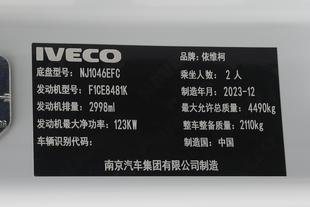 IVECO 品牌：依维柯
底盘型号：NJ1046EFC 乘坐人数：2 人
发动机型号：F1CE8481K 制造年月：2023-12
发动机排量：2998ml 最大允许总质量：4490kg
发动机最大净功率：123KW 整车整备质量：2110kg
车辆识别代码： 制造国：中国
南京汽车集团有限公司制造